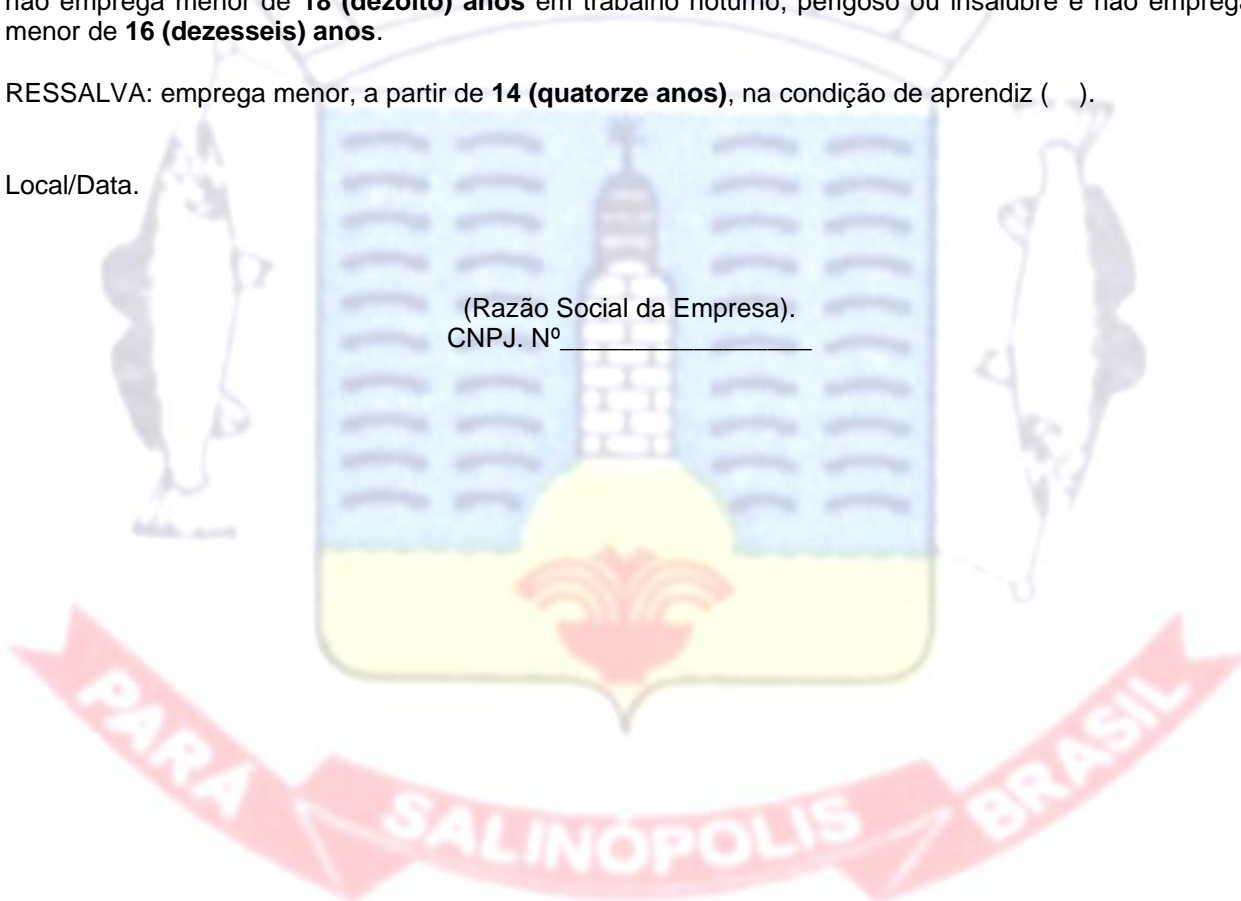 não emprega menor de 18 (dezoito) anos em trabalho noturno, perigoso ou insalubre e não emprega
menor de 16 (dezesseis) anos.
RESSALVA: emprega menor, a partir de 14 (quatorze anos), na condição de aprendiz (   ).
Local/Data.
(Razão Social da Empresa).
CNPJ. Nº_________________
PARÁ
SALINÓPOLIS
BRASIL